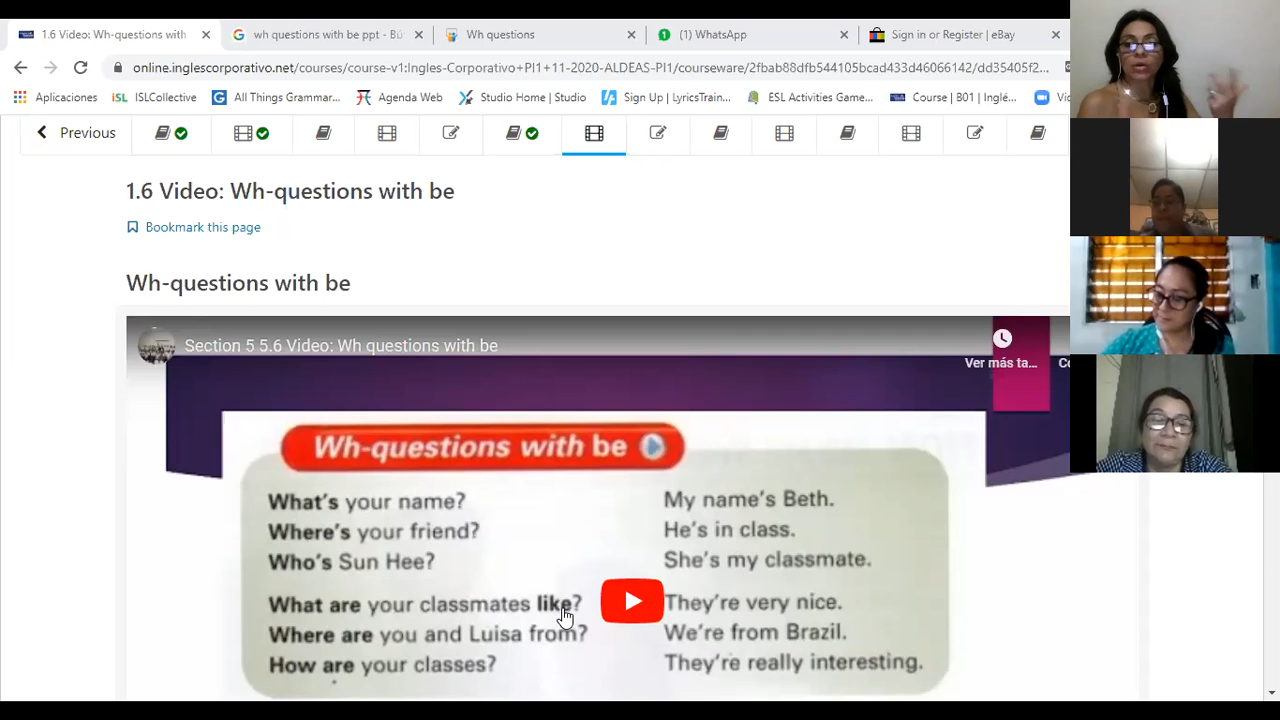 1.6 Video: Wh-questions with
wh questions with be ppt - Bú
Wh questions
(1) WhatsApp
Sign in or Register | eBay
online.inglescorporativo.net/courses/course-v1:InglesCorporativo+PI1+11-2020-ALDEAS-PI1/courseware/2fbab88dfb544105bcad433d46066142/dd35405f2...
Aplicaciones
iSL ISLCollective
All Things Grammar...
Agenda Web
Studio Home | Studio
Sign Up | LyricsTrain...
ESL Activities Game...
Course | B01 | Inglé...
Vi
Previous
1.6 Video: Wh-questions with be
Bookmark this page
Wh-questions with be
Section 5 5.6 Video: Wh questions with be
Ver más ta...
Wh-questions with be
What's your name? My name's Beth.
Where's your friend? He's in class.
Who's Sun Hee? She's my classmate.
What are your classmates like? They're very nice.
Where are you and Luisa from? We're from Brazil.
How are your classes? They're really interesting.